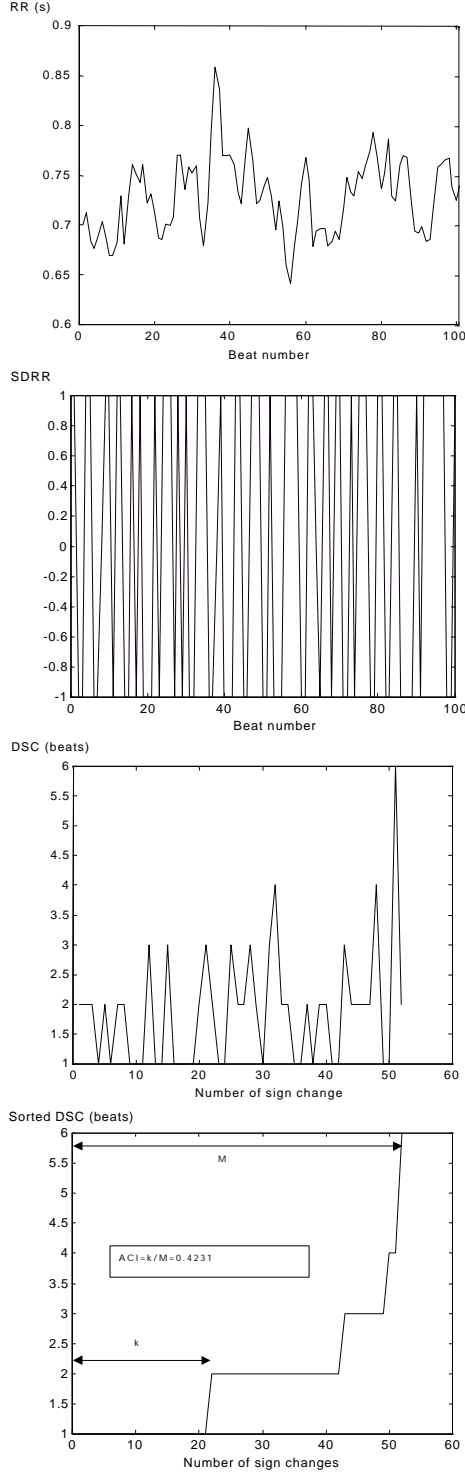 RR (s)
0.9
0.85
0.8
0.75
0.7
0.65
0.6
0 20 40 60 80 100
Beat number
SDRR
1
0.8
0.6
0.4
0.2
0
-0.2
-0.4
-0.6
-0.8
-1
0 20 40 60 80 100
Beat number
DSC (beats)
6
5.5
5
4.5
4
3.5
3
2.5
2
1.5
1
0 10 20 30 40 50 60
Number of sign change
Sorted DSC (beats)
6
5.5
5
4.5
4
3.5
3
2.5
2
1.5
1
M
ACI=k/M=0.4231
k
0 10 20 30 40 50 60
Number of sign changes